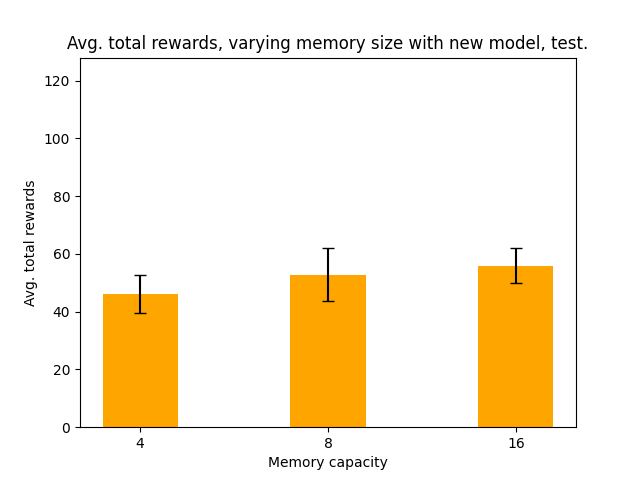 Avg. total rewards, varying memory size with new model, test.
120
100
80
60
40
20
0
Avg. total rewards
4 8 16
Memory capacity